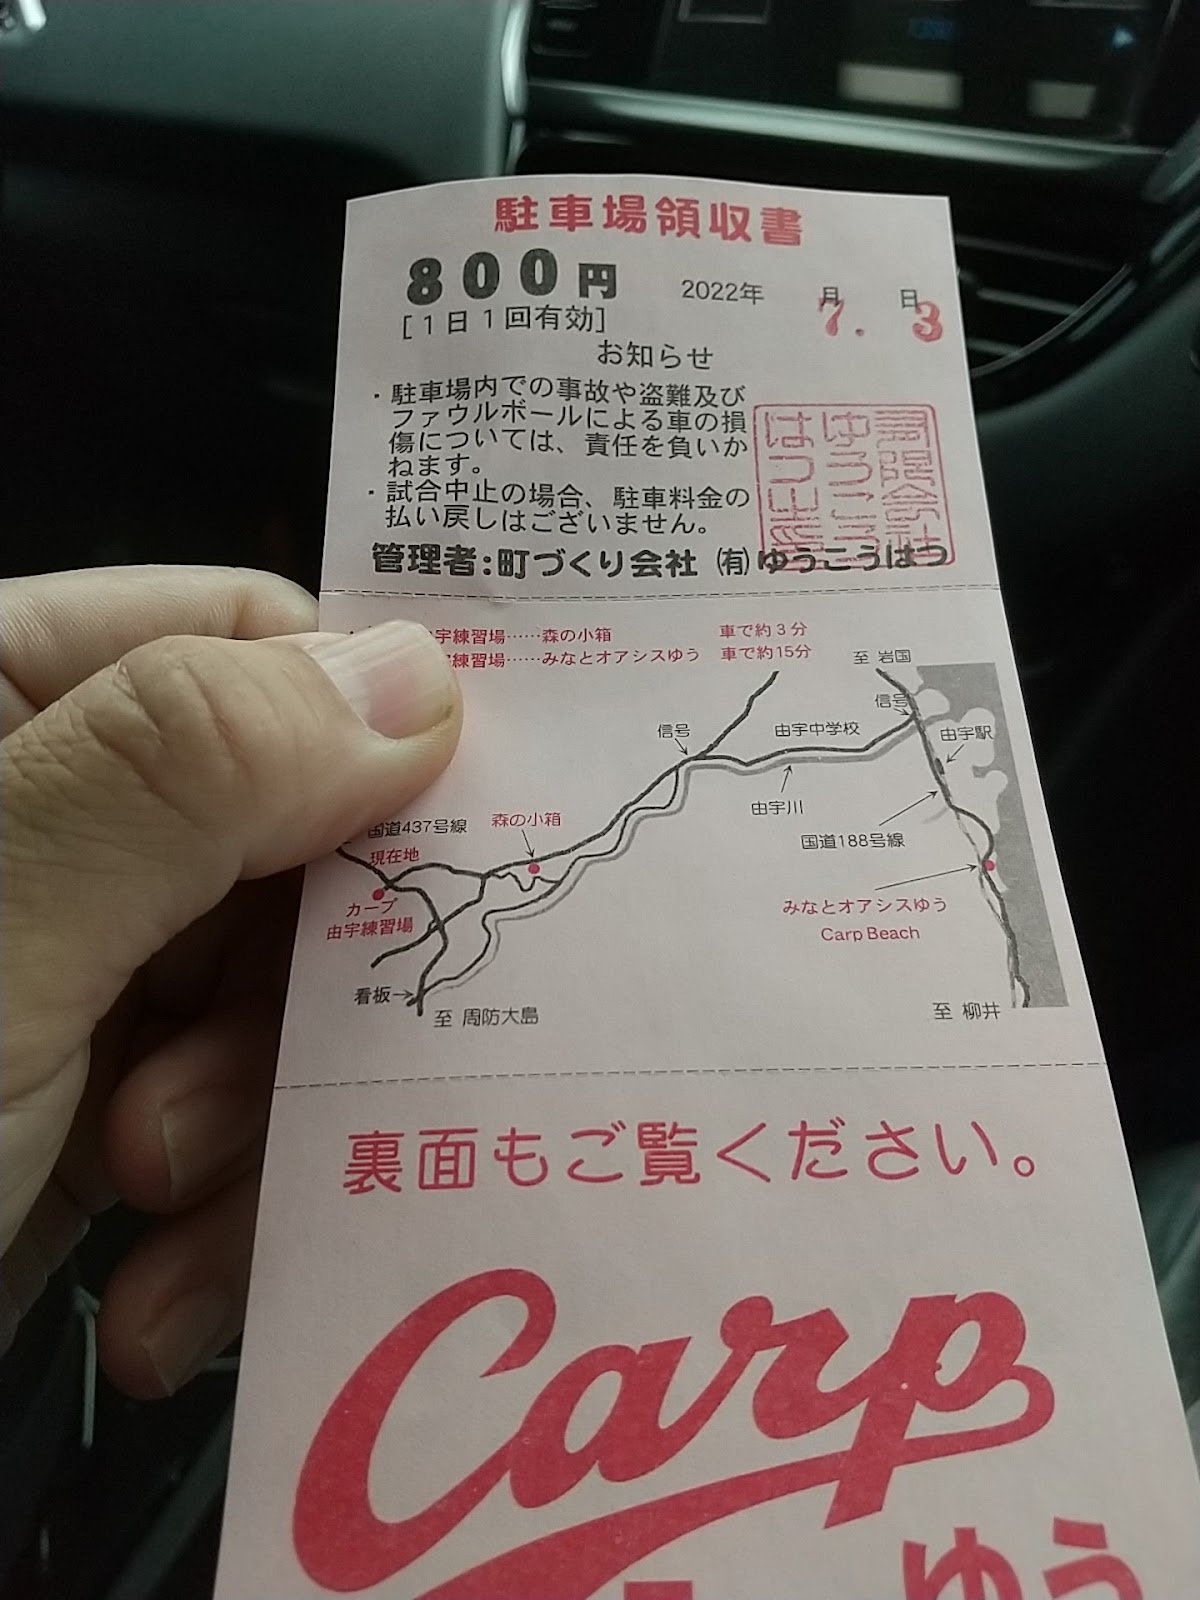 駐車場領収書
800円 2022年 7.月 3日
[1日1回有効]
お知らせ
・駐車場内での事故や盗難及び
ファウルボールによる車の損
傷については、責任を負いか
ねます。
・試合中止の場合、駐車料金の
払い戻しはございません。
管理者:町づくり会社 ㈲ゆうこうはつ
宇練習場……森の小箱 車で約3分
練習場……みなとオアシスゆう 車で約15分
至 岩国
信号
信号
由宇中学校
由宇駅
由宇川
国道437号線
森の小箱
国道188号線
現在地
カープ
由宇練習場
みなとオアシスゆう
Carp Beach
看板
至 周防大島
至 柳井
裏面もご覧ください。
Carp
ゆう